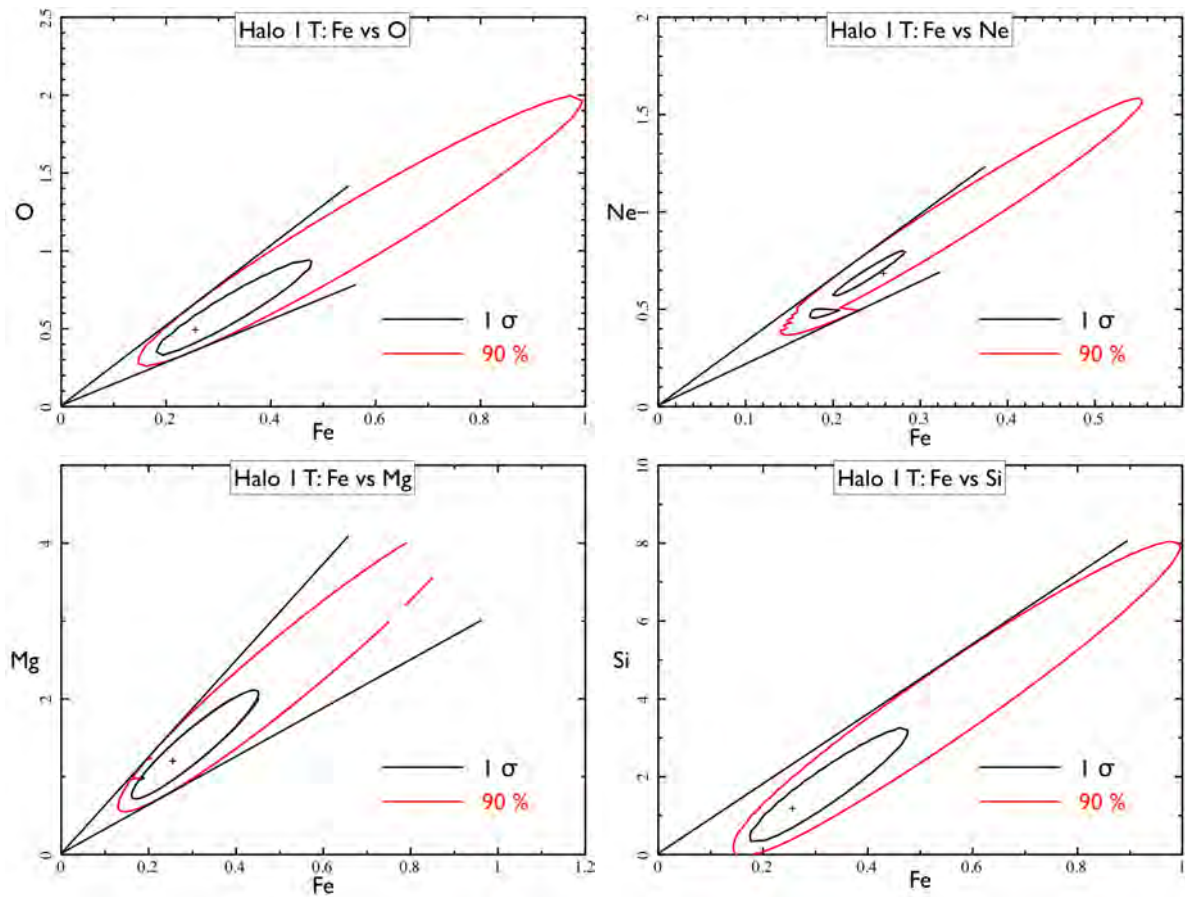 Halo 1 T: Fe vs O
2.5
2
1.5
1
0.5
0
O
0 0.2 0.4 0.6 0.8 1
Fe
1 σ
90 %
Halo 1 T: Fe vs Ne
2
1.5
1
0.5
0
Ne
0 0.2 0.4 0.6 0.8 1
Fe
1 σ
90 %
Halo 1 T: Fe vs Mg
4
2
0
Mg
0 0.2 0.4 0.6 0.8 1 1.2
Fe
1 σ
90 %
Halo 1 T: Fe vs Si
10
8
6
4
2
0
Si
0 0.2 0.4 0.6 0.8 1
Fe
1 σ
90 %